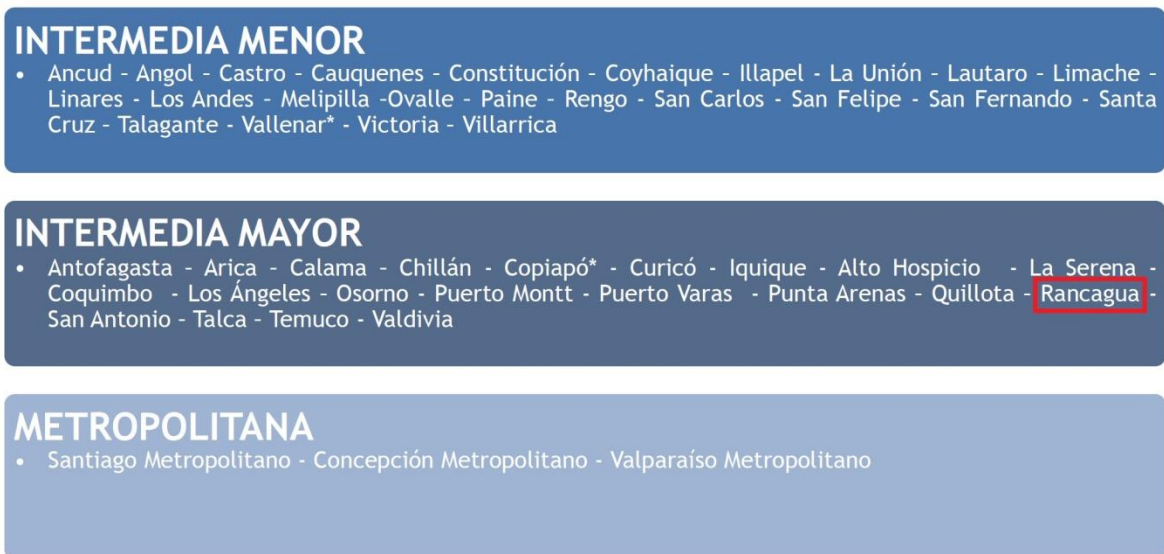 INTERMEDIA MENOR
• Ancud – Angol – Castro – Cauquenes – Constitución – Coyhaique – Illapel - La Unión – Lautaro – Limache –
Linares - Los Andes – Melipilla –Ovalle – Paine – Rengo - San Carlos - San Felipe - San Fernando - Santa
Cruz – Talagante - Vallenar* - Victoria – Villarrica
INTERMEDIA MAYOR
• Antofagasta – Arica – Calama – Chillán - Copiapó* - Curicó - Iquique - Alto Hospicio - La Serena -
Coquimbo - Los Ángeles – Osorno - Puerto Montt - Puerto Varas - Punta Arenas – Quillota – Rancagua -
San Antonio – Talca – Temuco - Valdivia
METROPOLITANA
• Santiago Metropolitano - Concepción Metropolitano - Valparaíso Metropolitano